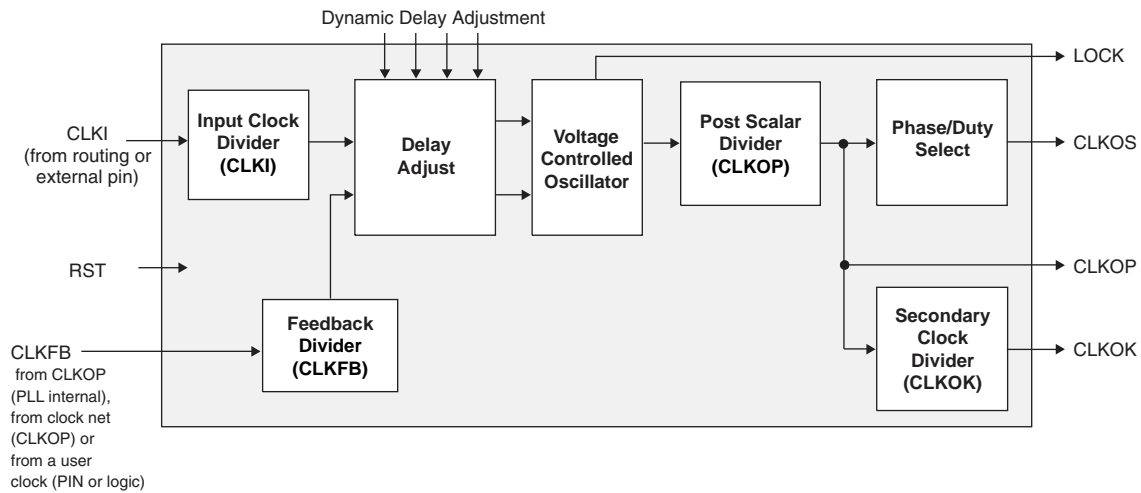 Dynamic Delay Adjustment
LOCK
CLKI
(from routing or
external pin)
Input Clock
Divider
(CLKI)
Delay
Adjust
Voltage
Controlled
Oscillator
Post Scalar
Divider
(CLKOP)
Phase/Duty
Select
CLKOS
RST
CLKOP
CLKFB
from CLKOP
(PLL internal),
from clock net
(CLKOP) or
from a user
clock (PIN or logic)
Feedback
Divider
(CLKFB)
Secondary
Clock
Divider
(CLKOK)
CLKOK